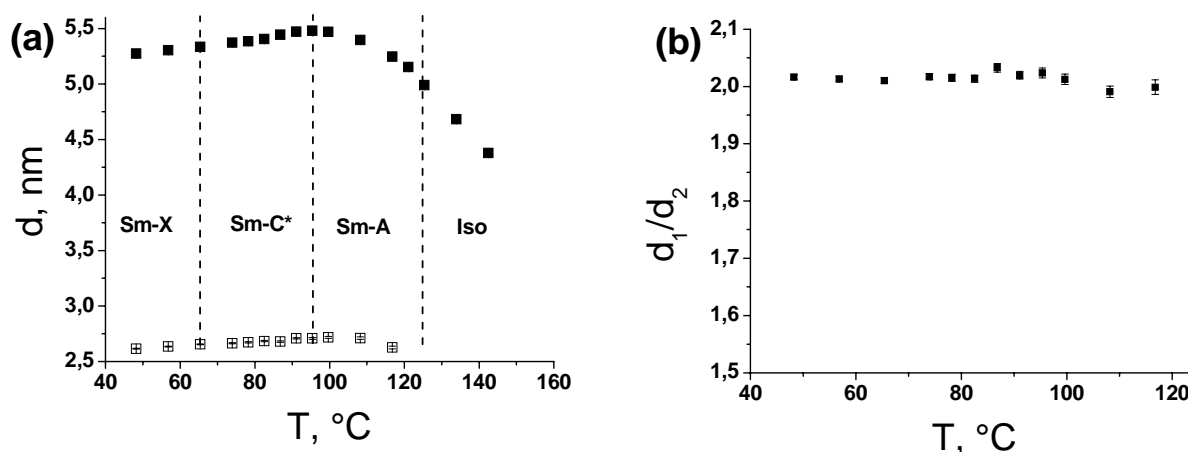 (a)
5,5
5,0
4,5
4,0
3,5
3,0
2,5
d, nm
Sm-X Sm-C* Sm-A Iso
40 60 80 100 120 140 160
T, °C
(b)
2,1
2,0
1,9
1,8
1,7
1,6
1,5
d1/d2
40 60 80 100 120
T, °C